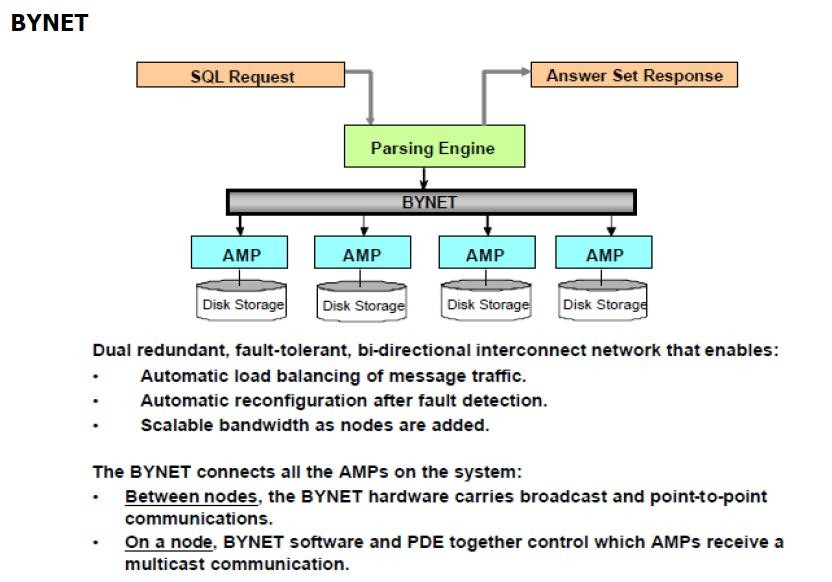 BYNET
SQL Request
Answer Set Response
Parsing Engine
BYNET
AMP AMP AMP AMP
Disk Storage Disk Storage Disk Storage Disk Storage
Dual redundant, fault-tolerant, bi-directional interconnect network that enables:
• Automatic load balancing of message traffic.
• Automatic reconfiguration after fault detection.
• Scalable bandwidth as nodes are added.
The BYNET connects all the AMPs on the system:
• Between nodes, the BYNET hardware carries broadcast and point-to-point
communications.
• On a node, BYNET software and PDE together control which AMPs receive a
multicast communication.